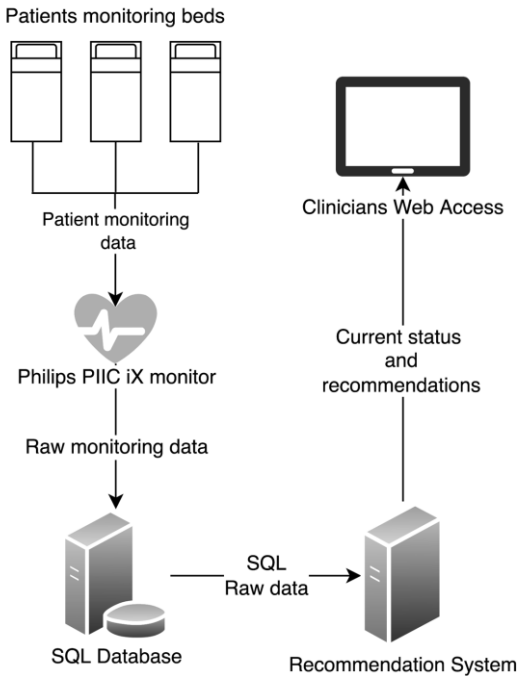 Patients monitoring beds
Patient monitoring
data
Philips PIIC iX monitor
Raw monitoring data
SQL Database
SQL
Raw data
Recommendation System
Current status
and
recommendations
Clinicians Web Access